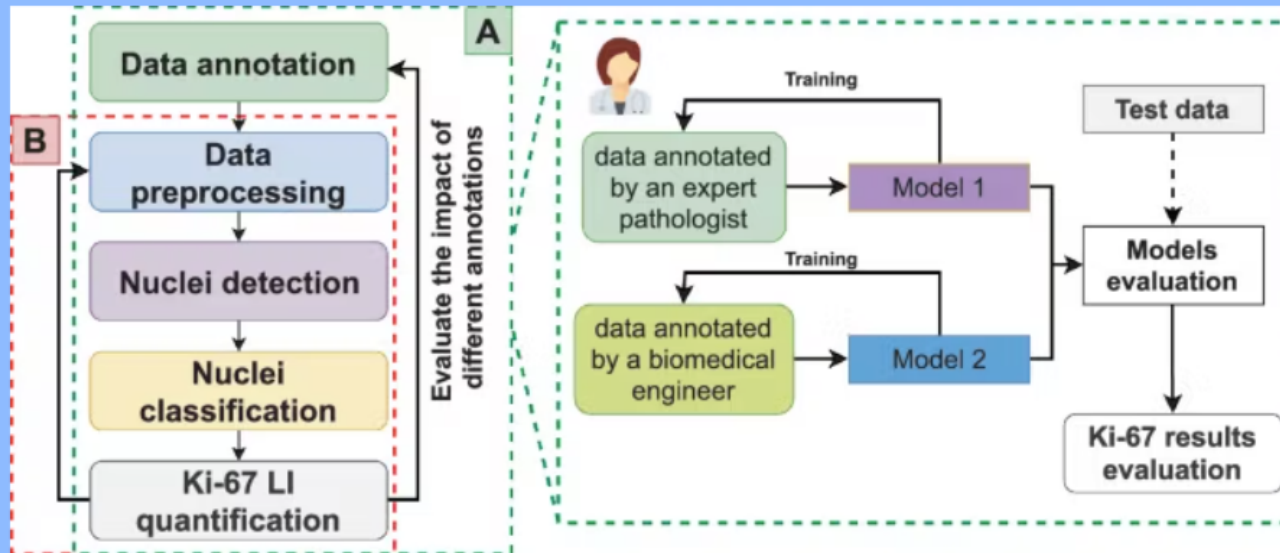 A
Data annotation
B
Data
preprocessing
Nuclei detection
Nuclei
classification
Ki-67 LI
quantification
Evaluate the impact of
different annotations
Training
data annotated
by an expert
pathologist
Model 1
Training
data annotated
by a biomedical
engineer
Model 2
Test data
Models
evaluation
Ki-67 results
evaluation